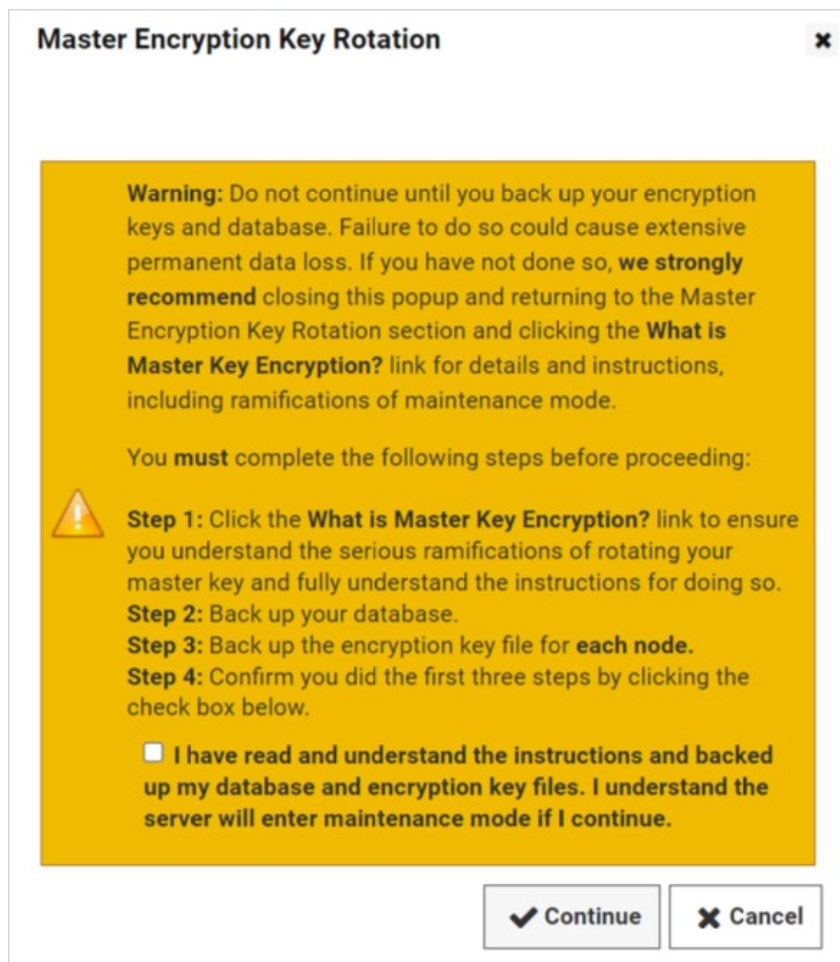 Master Encryption Key Rotation
Warning: Do not continue until you back up your encryption
keys and database. Failure to do so could cause extensive
permanent data loss. If you have not done so, we strongly
recommend closing this popup and returning to the Master
Encryption Key Rotation section and clicking the What is
Master Key Encryption? link for details and instructions,
including ramifications of maintenance mode.
You must complete the following steps before proceeding:
Step 1: Click the What is Master Key Encryption? link to ensure
you understand the serious ramifications of rotating your
master key and fully understand the instructions for doing so.
Step 2: Back up your database.
Step 3: Back up the encryption key file for each node.
Step 4: Confirm you did the first three steps by clicking the
check box below.
I have read and understand the instructions and backed
up my database and encryption key files. I understand the
server will enter maintenance mode if I continue.
Continue
Cancel